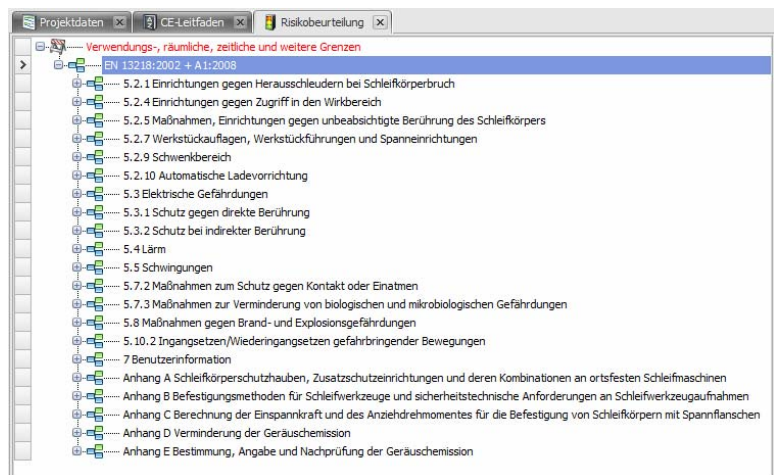 Projektdaten CE-Leitfaden Risikobeurteilung
Verwendungs-, räumliche, zeitliche und weitere Grenzen
EN 13218:2002 + A1:2008
5.2.1 Einrichtungen gegen Herausschleudern bei Schleifkörperbruch
5.2.4 Einrichtungen gegen Zugriff in den Wirkbereich
5.2.5 Maßnahmen, Einrichtungen gegen unbeabsichtigte Berührung des Schleifkörpers
5.2.7 Werkstückauflagen, Werkstückführungen und Spanneinrichtungen
5.2.9 Schwenkbereich
5.2.10 Automatische Ladevorrichtung
5.3 Elektrische Gefährdungen
5.3.1 Schutz gegen direkte Berührung
5.3.2 Schutz bei indirekter Berührung
5.4 Lärm
5.5 Schwingungen
5.7.2 Maßnahmen zum Schutz gegen Kontakt oder Einatmen
5.7.3 Maßnahmen zur Verminderung von biologischen und mikrobiologischen Gefährdungen
5.8 Maßnahmen gegen Brand- und Explosionsgefährdungen
5.10.2 Ingangsetzen/Wiederingangsetzen gefahrbringender Bewegungen
7 Benutzerinformation
Anhang A Schleifkörperschutzhauben, Zusatzschutzeinrichtungen und deren Kombinationen an ortsfesten Schleifmaschinen
Anhang B Befestigungsmethoden für Schleifwerkzeuge und sicherheitstechnische Anforderungen an Schleifwerkzeugaufnahmen
Anhang C Berechnung der Einspannkraft und des Anziehdrehmomentes für die Befestigung von Schleifkörpern mit Spannflanschen
Anhang D Verminderung der Geräuschemission
Anhang E Bestimmung, Angabe und Nachprüfung der Geräuschemission